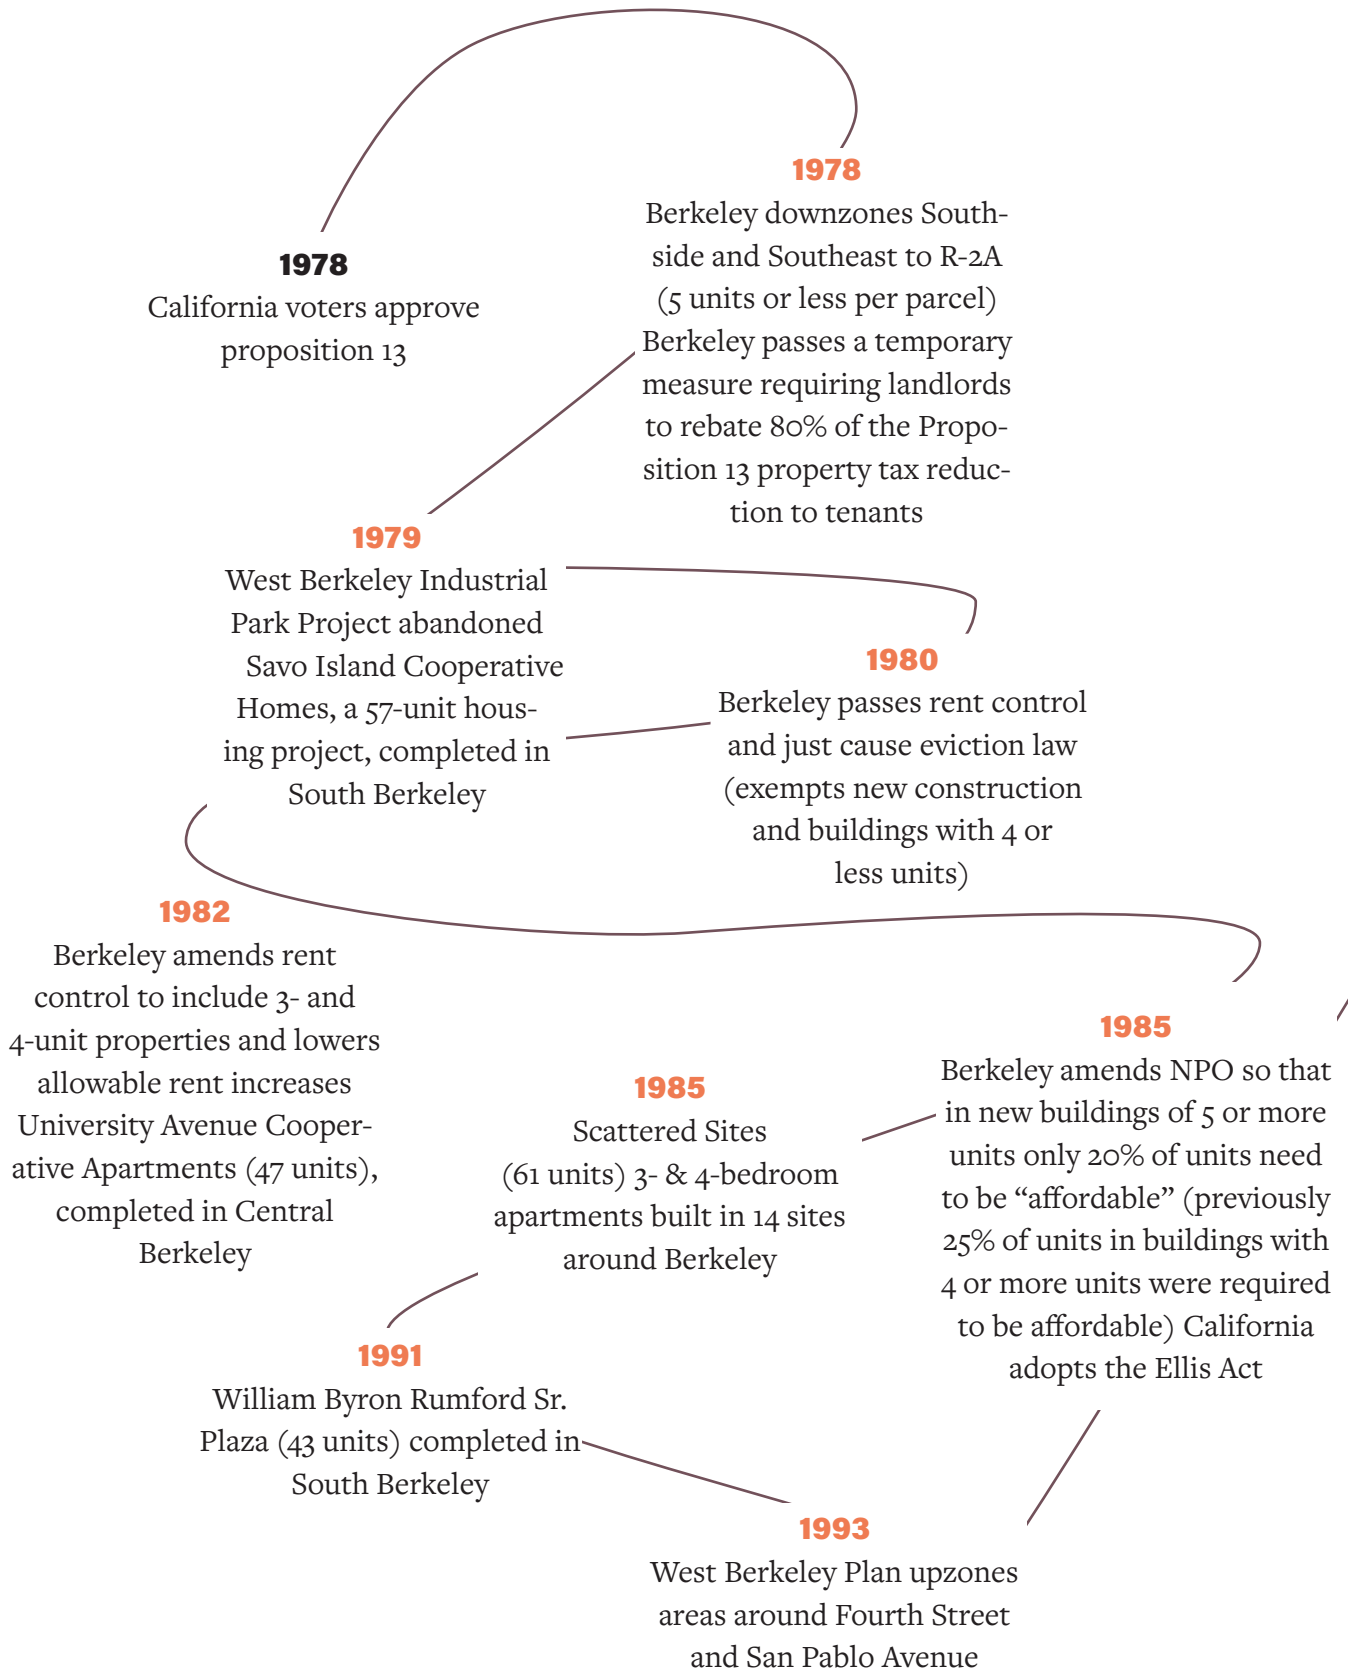 1978
California voters approve
proposition 13
1978
Berkeley downzones South-
side and Southeast to R-2A
(5 units or less per parcel)
Berkeley passes a temporary
measure requiring landlords
to rebate 80% of the Propo-
sition 13 property tax reduc-
tion to tenants
1979
West Berkeley Industrial
Park Project abandoned
Savo Island Cooperative
Homes, a 57-unit hous-
ing project, completed in
South Berkeley
1980
Berkeley passes rent control
and just cause eviction law
(exempts new construction
and buildings with 4 or
less units)
1982
Berkeley amends rent
control to include 3- and
4-unit properties and lowers
allowable rent increases
University Avenue Cooper-
ative Apartments (47 units),
completed in Central
Berkeley
1985
Berkeley amends NPO so that
in new buildings of 5 or more
units only 20% of units need
to be “affordable” (previously
25% of units in buildings with
4 or more units were required
to be affordable) California
adopts the Ellis Act
1985
Scattered Sites
(61 units) 3- & 4-bedroom
apartments built in 14 sites
around Berkeley
1991
William Byron Rumford Sr.
Plaza (43 units) completed in
South Berkeley
1993
West Berkeley Plan upzones
areas around Fourth Street
and San Pablo Avenue